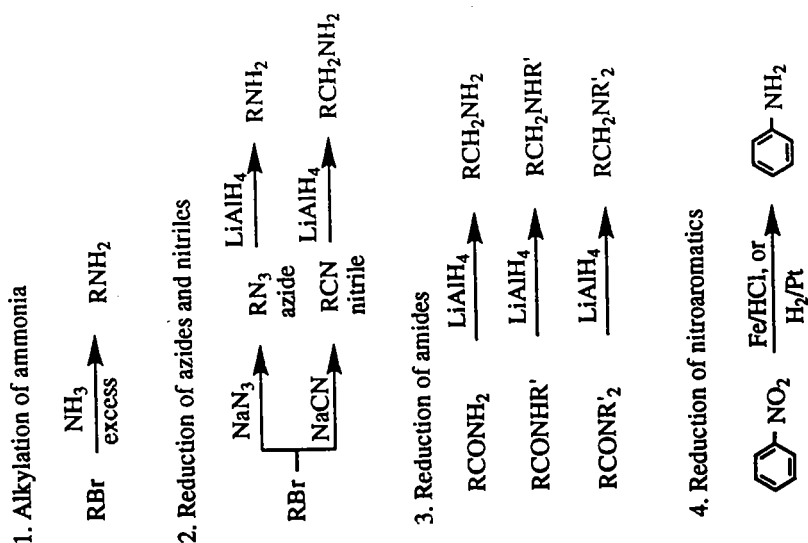 1. Alkylation of ammonia
RBr NH3 excess RNH2
2. Reduction of azides and nitriles
RBr
NaN3 RN3 azide LiAlH4 RNH2
NaCN RCN nitrile LiAlH4 RCH2NH2
3. Reduction of amides
RCONH2 LiAlH4 RCH2NH2
RCONHR' LiAlH4 RCH2NHR'
RCONR'2 LiAlH4 RCH2NR'2
4. Reduction of nitroaromatics
NO2 Fe/HCl, or H2/Pt NH2